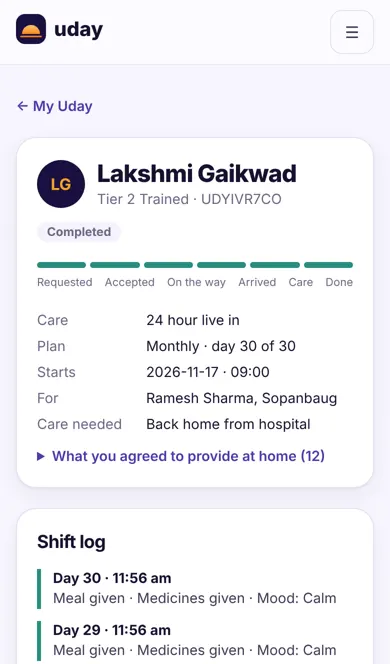 uday
☰
← My Uday
LG
Lakshmi Gaikwad
Tier 2 Trained · UDYIVR7CO
Completed
Requested Accepted On the way Arrived Care Done
Care 24 hour live in
Plan Monthly · day 30 of 30
Starts 2026-11-17 · 09:00
For Ramesh Sharma, Sopanbaug
Care needed Back home from hospital
▶ What you agreed to provide at home (12)
Shift log
Day 30 · 11:56 am
Meal given · Medicines given · Mood: Calm
Day 29 · 11:56 am
Meal given · Medicines given · Mood: Calm